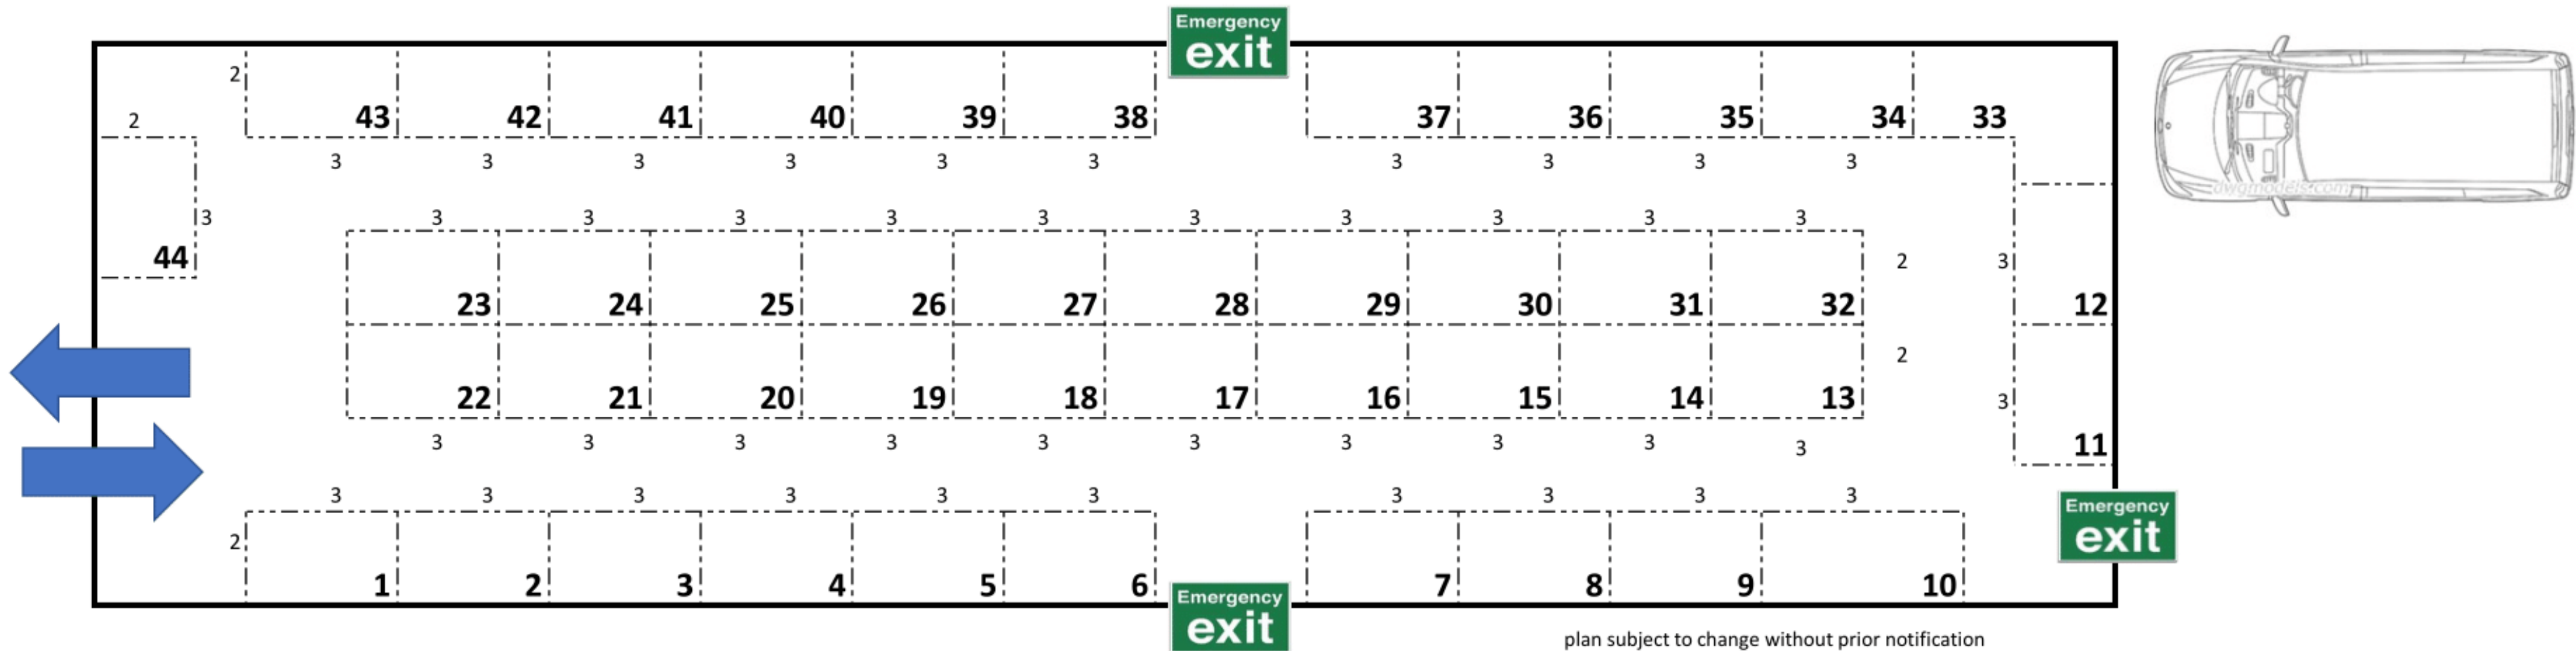 Emergency
exit
2
43 42 41 40 39 38 37 36 35 34 33
2
3 3 3 3 3 3 3 3 3 3
3 3 3 3 3 3 3 3 3 3 3
dwgmodels.com
44
2 3
23 24 25 26 27 28 29 30 31 32 12
2
22 21 20 19 18 17 16 15 14 13
3
3 3 3 3 3 3 3 3 3 3
11
3 3 3 3 3 3 3 3 3 3
2
Emergency
exit
1 2 3 4 5 6 7 8 9 10
Emergency
exit
plan subject to change without prior notification